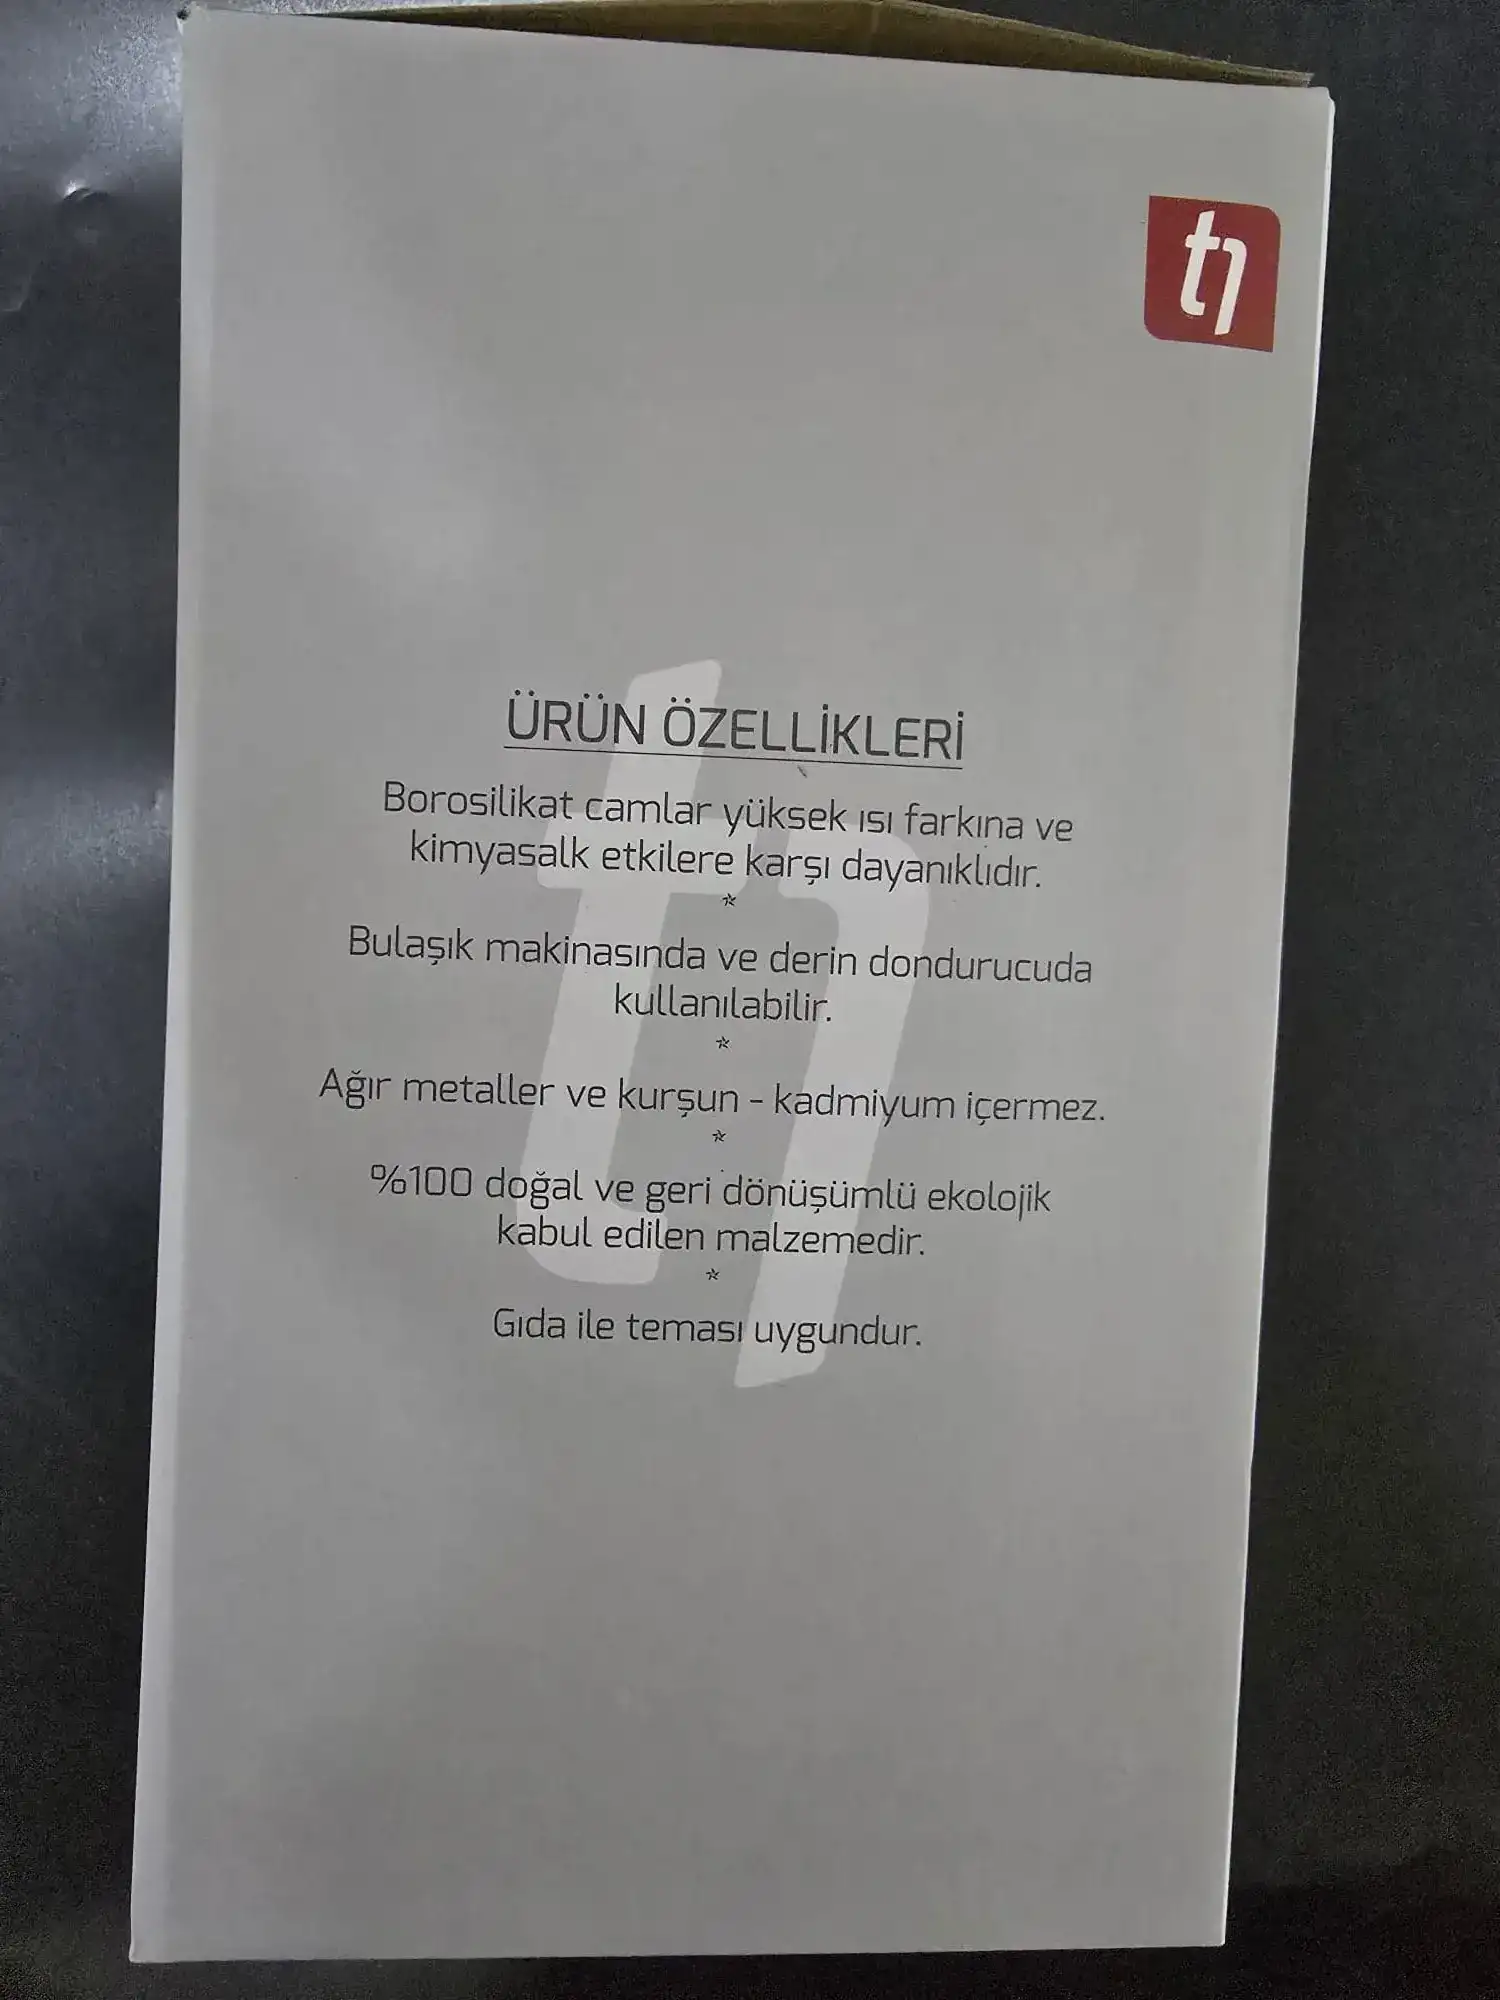 t1
ÜRÜN ÖZELLİKLERİ
Borosilikat camlar yüksek ısı farkına ve
kimyasalk etkilere karşı dayanıklıdır.
Bulaşık makinasında ve derin dondurucuda
kullanılabilir.
Ağır metaller ve kurşun - kadmiyum içermez.
%100 doğal ve geri dönüşümlü ekolojik
kabul edilen malzemedir.
Gıda ile teması uygundur.